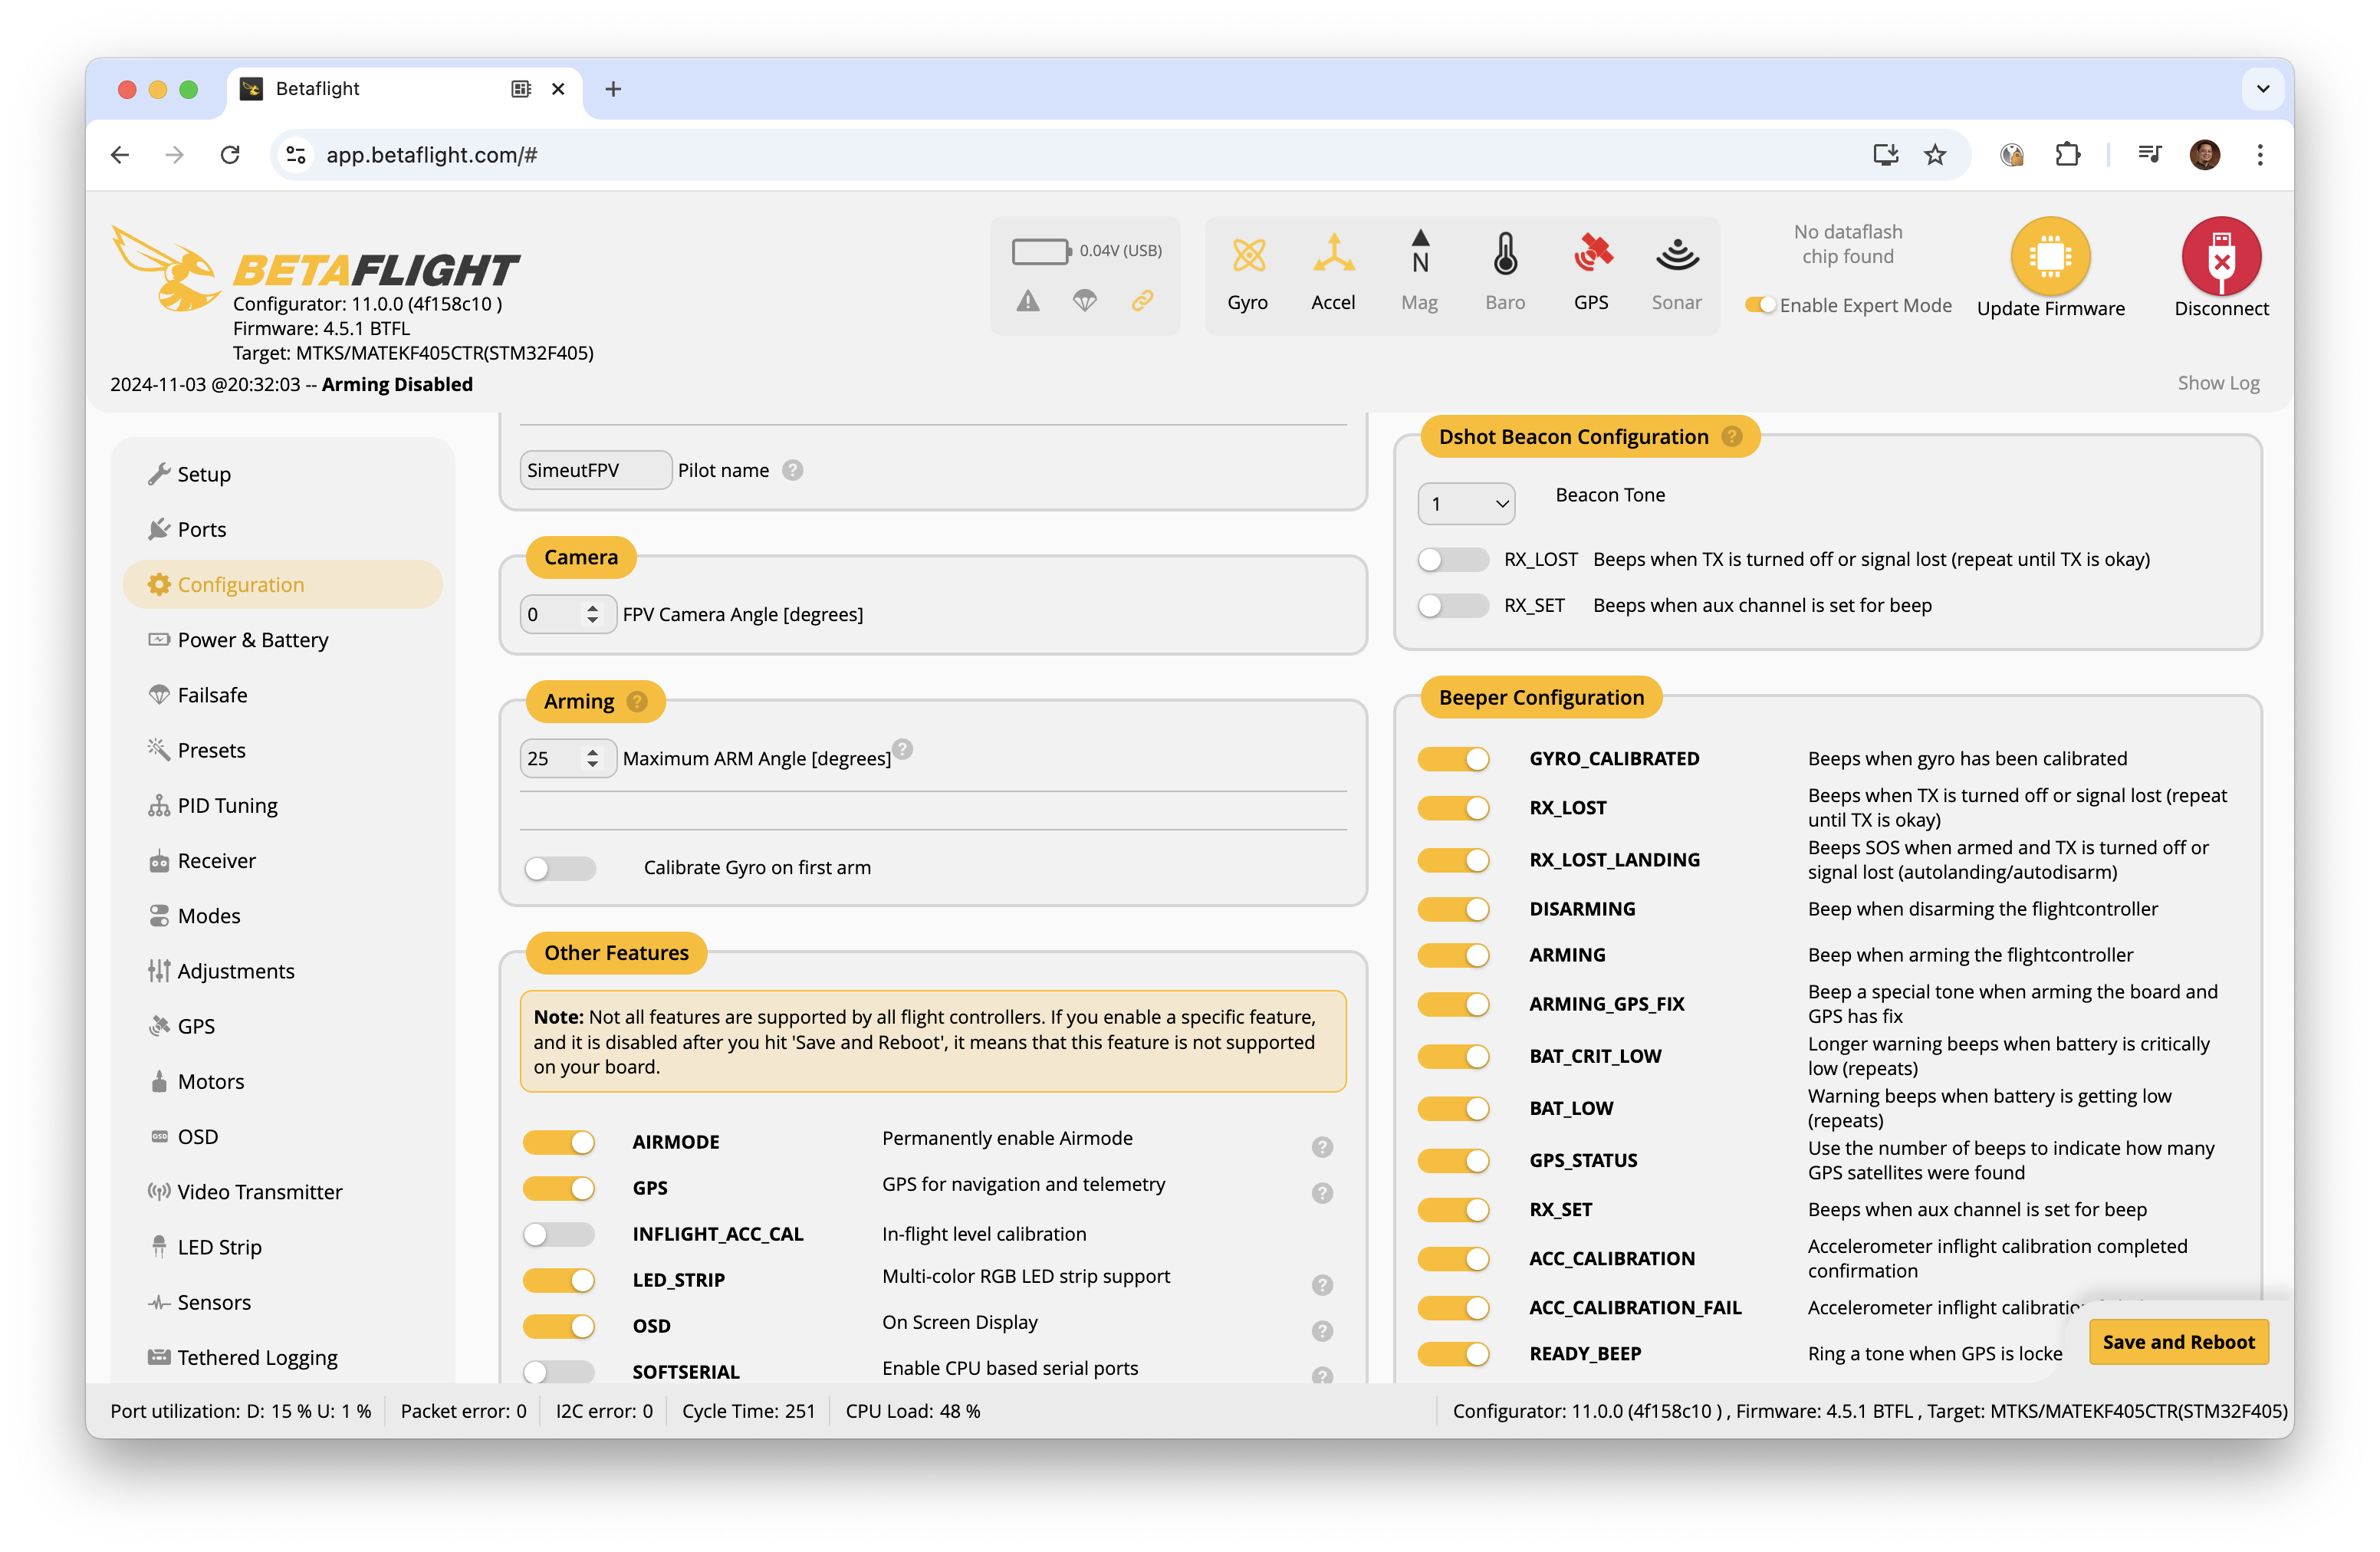 Betaflight
app.betaflight.com/#
BETAFLIGHT
Configurator: 11.0.0 (4f158c10 )
Firmware: 4.5.1 BTFL
Target: MTKS/MATEKF405CTR(STM32F405)
2024-11-03 @20:32:03 -- Arming Disabled
0.04V (USB)
N
Gyro
Accel
Mag
Baro
GPS
Sonar
No dataflash
chip found
Enable Expert Mode
Update Firmware
Disconnect
Show Log
Setup
Ports
Configuration
Power & Battery
Failsafe
Presets
PID Tuning
Receiver
Modes
Adjustments
GPS
Motors
OSD
OSD
Video Transmitter
LED Strip
Sensors
Tethered Logging
SimeutFPV Pilot name ?
Camera
0 FPV Camera Angle [degrees]
Arming ?
25 Maximum ARM Angle [degrees] ?
Calibrate Gyro on first arm
Other Features
Note: Not all features are supported by all flight controllers. If you enable a specific feature,
and it is disabled after you hit 'Save and Reboot', it means that this feature is not supported
on your board.
AIRMODE Permanently enable Airmode ?
GPS GPS for navigation and telemetry ?
INFLIGHT_ACC_CAL In-flight level calibration
LED_STRIP Multi-color RGB LED strip support ?
OSD On Screen Display ?
SOFTSERIAL Enable CPU based serial ports ?
Dshot Beacon Configuration ?
1 Beacon Tone
RX_LOST Beeps when TX is turned off or signal lost (repeat until TX is okay)
RX_SET Beeps when aux channel is set for beep
Beeper Configuration
GYRO_CALIBRATED Beeps when gyro has been calibrated
RX_LOST Beeps when TX is turned off or signal lost (repeat
until TX is okay)
RX_LOST_LANDING Beeps SOS when armed and TX is turned off or
signal lost (autolanding/autodisarm)
DISARMING Beep when disarming the flightcontroller
ARMING Beep when arming the flightcontroller
ARMING_GPS_FIX Beep a special tone when arming the board and
GPS has fix
BAT_CRIT_LOW Longer warning beeps when battery is critically
low (repeats)
BAT_LOW Warning beeps when battery is getting low
(repeats)
GPS_STATUS Use the number of beeps to indicate how many
GPS satellites were found
RX_SET Beeps when aux channel is set for beep
ACC_CALIBRATION Accelerometer inflight calibration completed
confirmation
ACC_CALIBRATION_FAIL Accelerometer inflight
READY_BEEP Ring a tone when GPS is
Save and Reboot
Port utilization: D: 15 % U: 1 %
Packet error: 0
I2C error: 0
Cycle Time: 251
CPU Load: 48 %
Configurator: 11.0.0 (4f158c10 ) , Firmware: 4.5.1 BTFL , Target: MTKS/MATEKF405CTR(STM32F405)